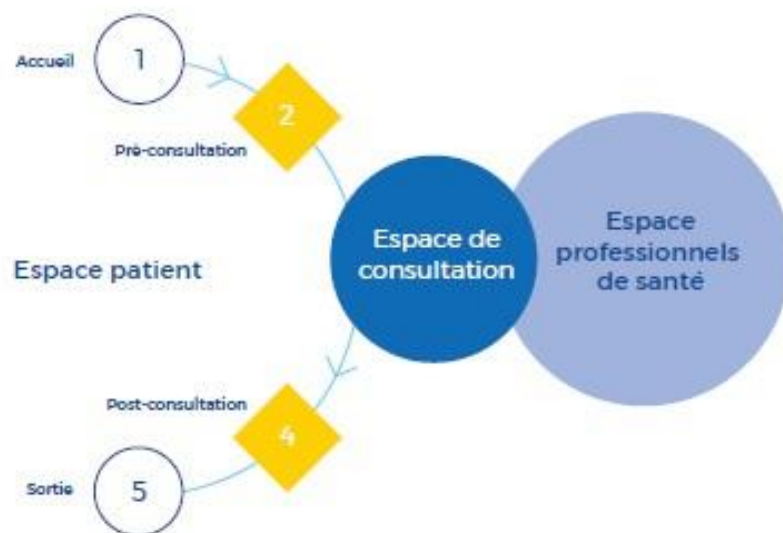 Accueil
1
2
Pré-consultation
Espace de
consultation
Espace
professionnels
de santé
Espace patient
Post-consultation
4
Sortie
5